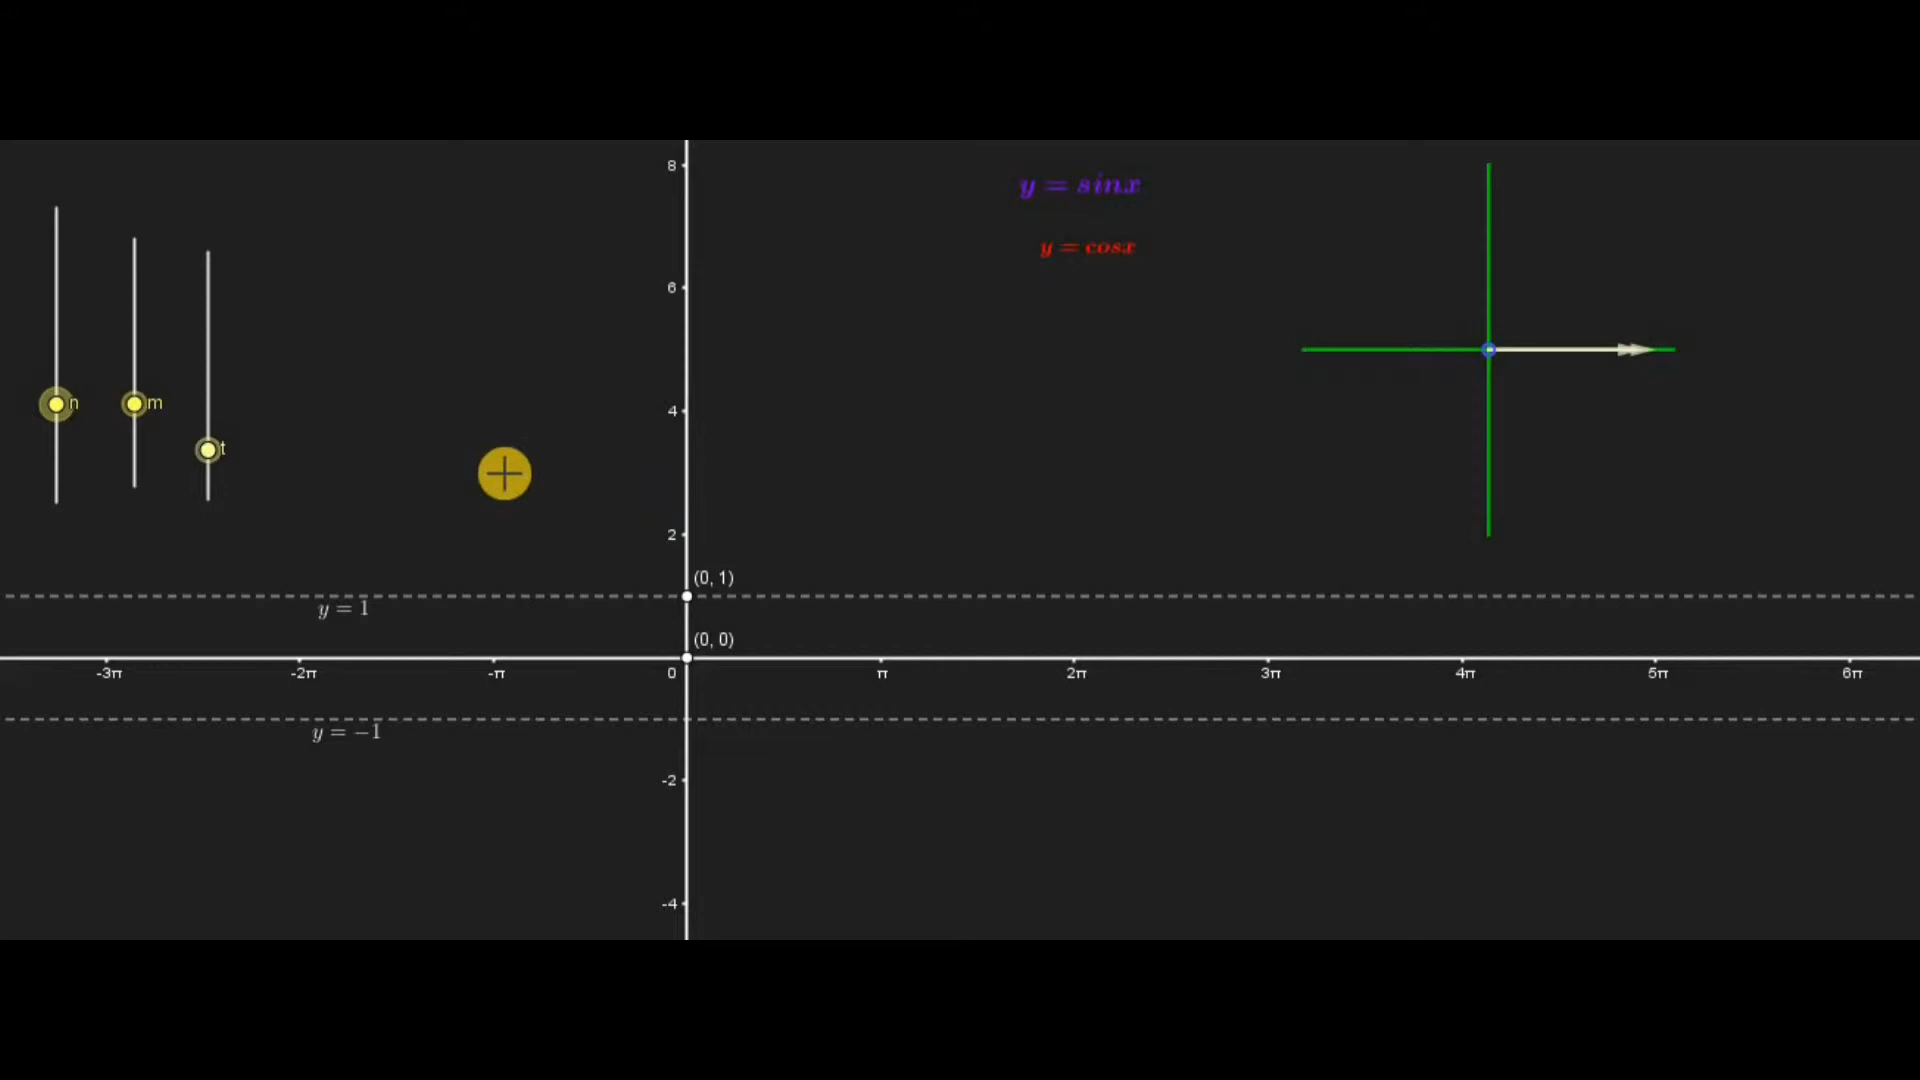 8
y = sinx
y = cosx
6
n
m
4
t
2
(0, 1)
y = 1
(0, 0)
-3π -2π -π 0 π 2π 3π 4π 5π 6π
y = −1
-2
-4